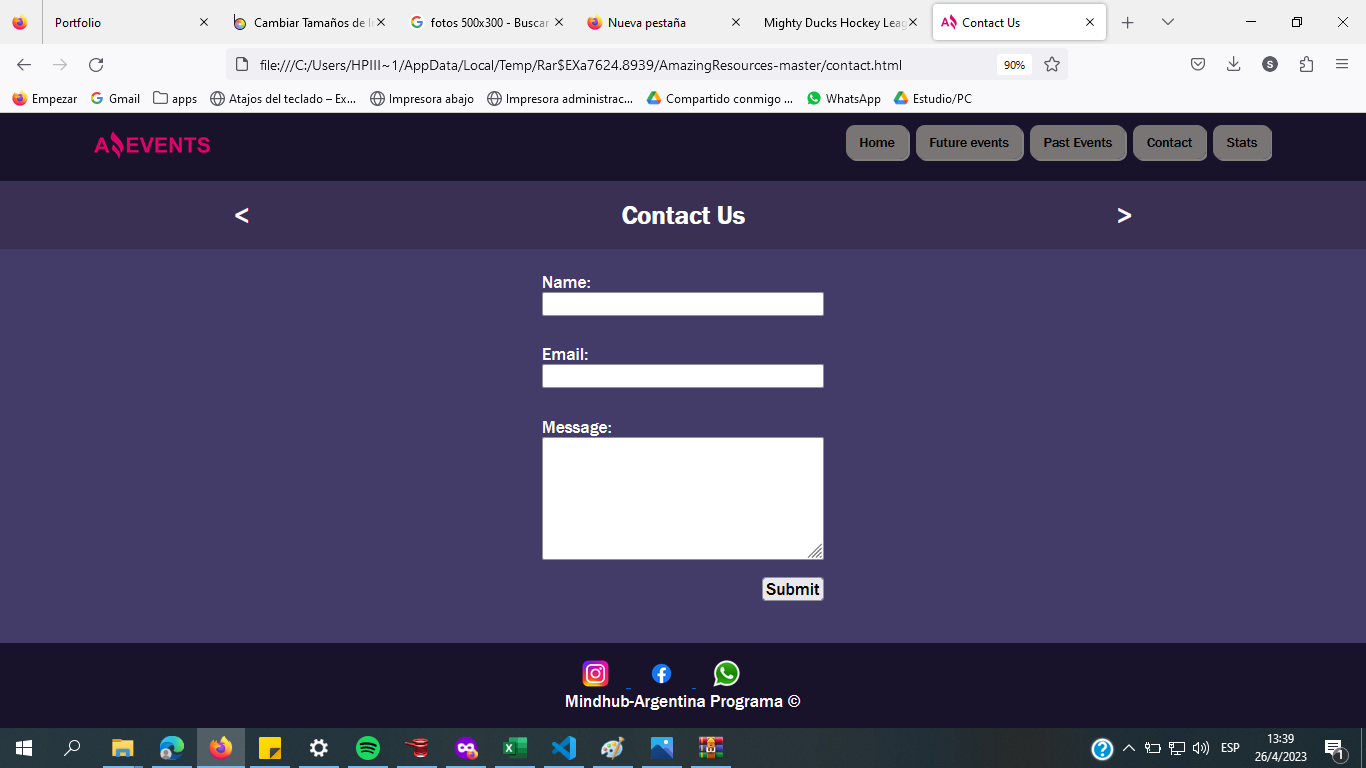 Portfolio
Cambiar Tamaños de I
fotos 500x300 - Buscar
Nueva pestaña
Mighty Ducks Hockey Leag
Contact Us
file:///C:/Users/HPIII~1/AppData/Local/Temp/Rar$EXa7624.8939/AmazingResources-master/contact.html
90%
S
Empezar
Gmail
apps
Atajos del teclado – Ex...
Impresora abajo
Impresora administrac...
Compartido conmigo ...
WhatsApp
Estudio/PC
A EVENTS
Home
Future events
Past Events
Contact
Stats
<
Contact Us
>
Name:
Email:
Message:
Submit
Mindhub-Argentina Programa ©
ESP
13:39
26/4/2023
1